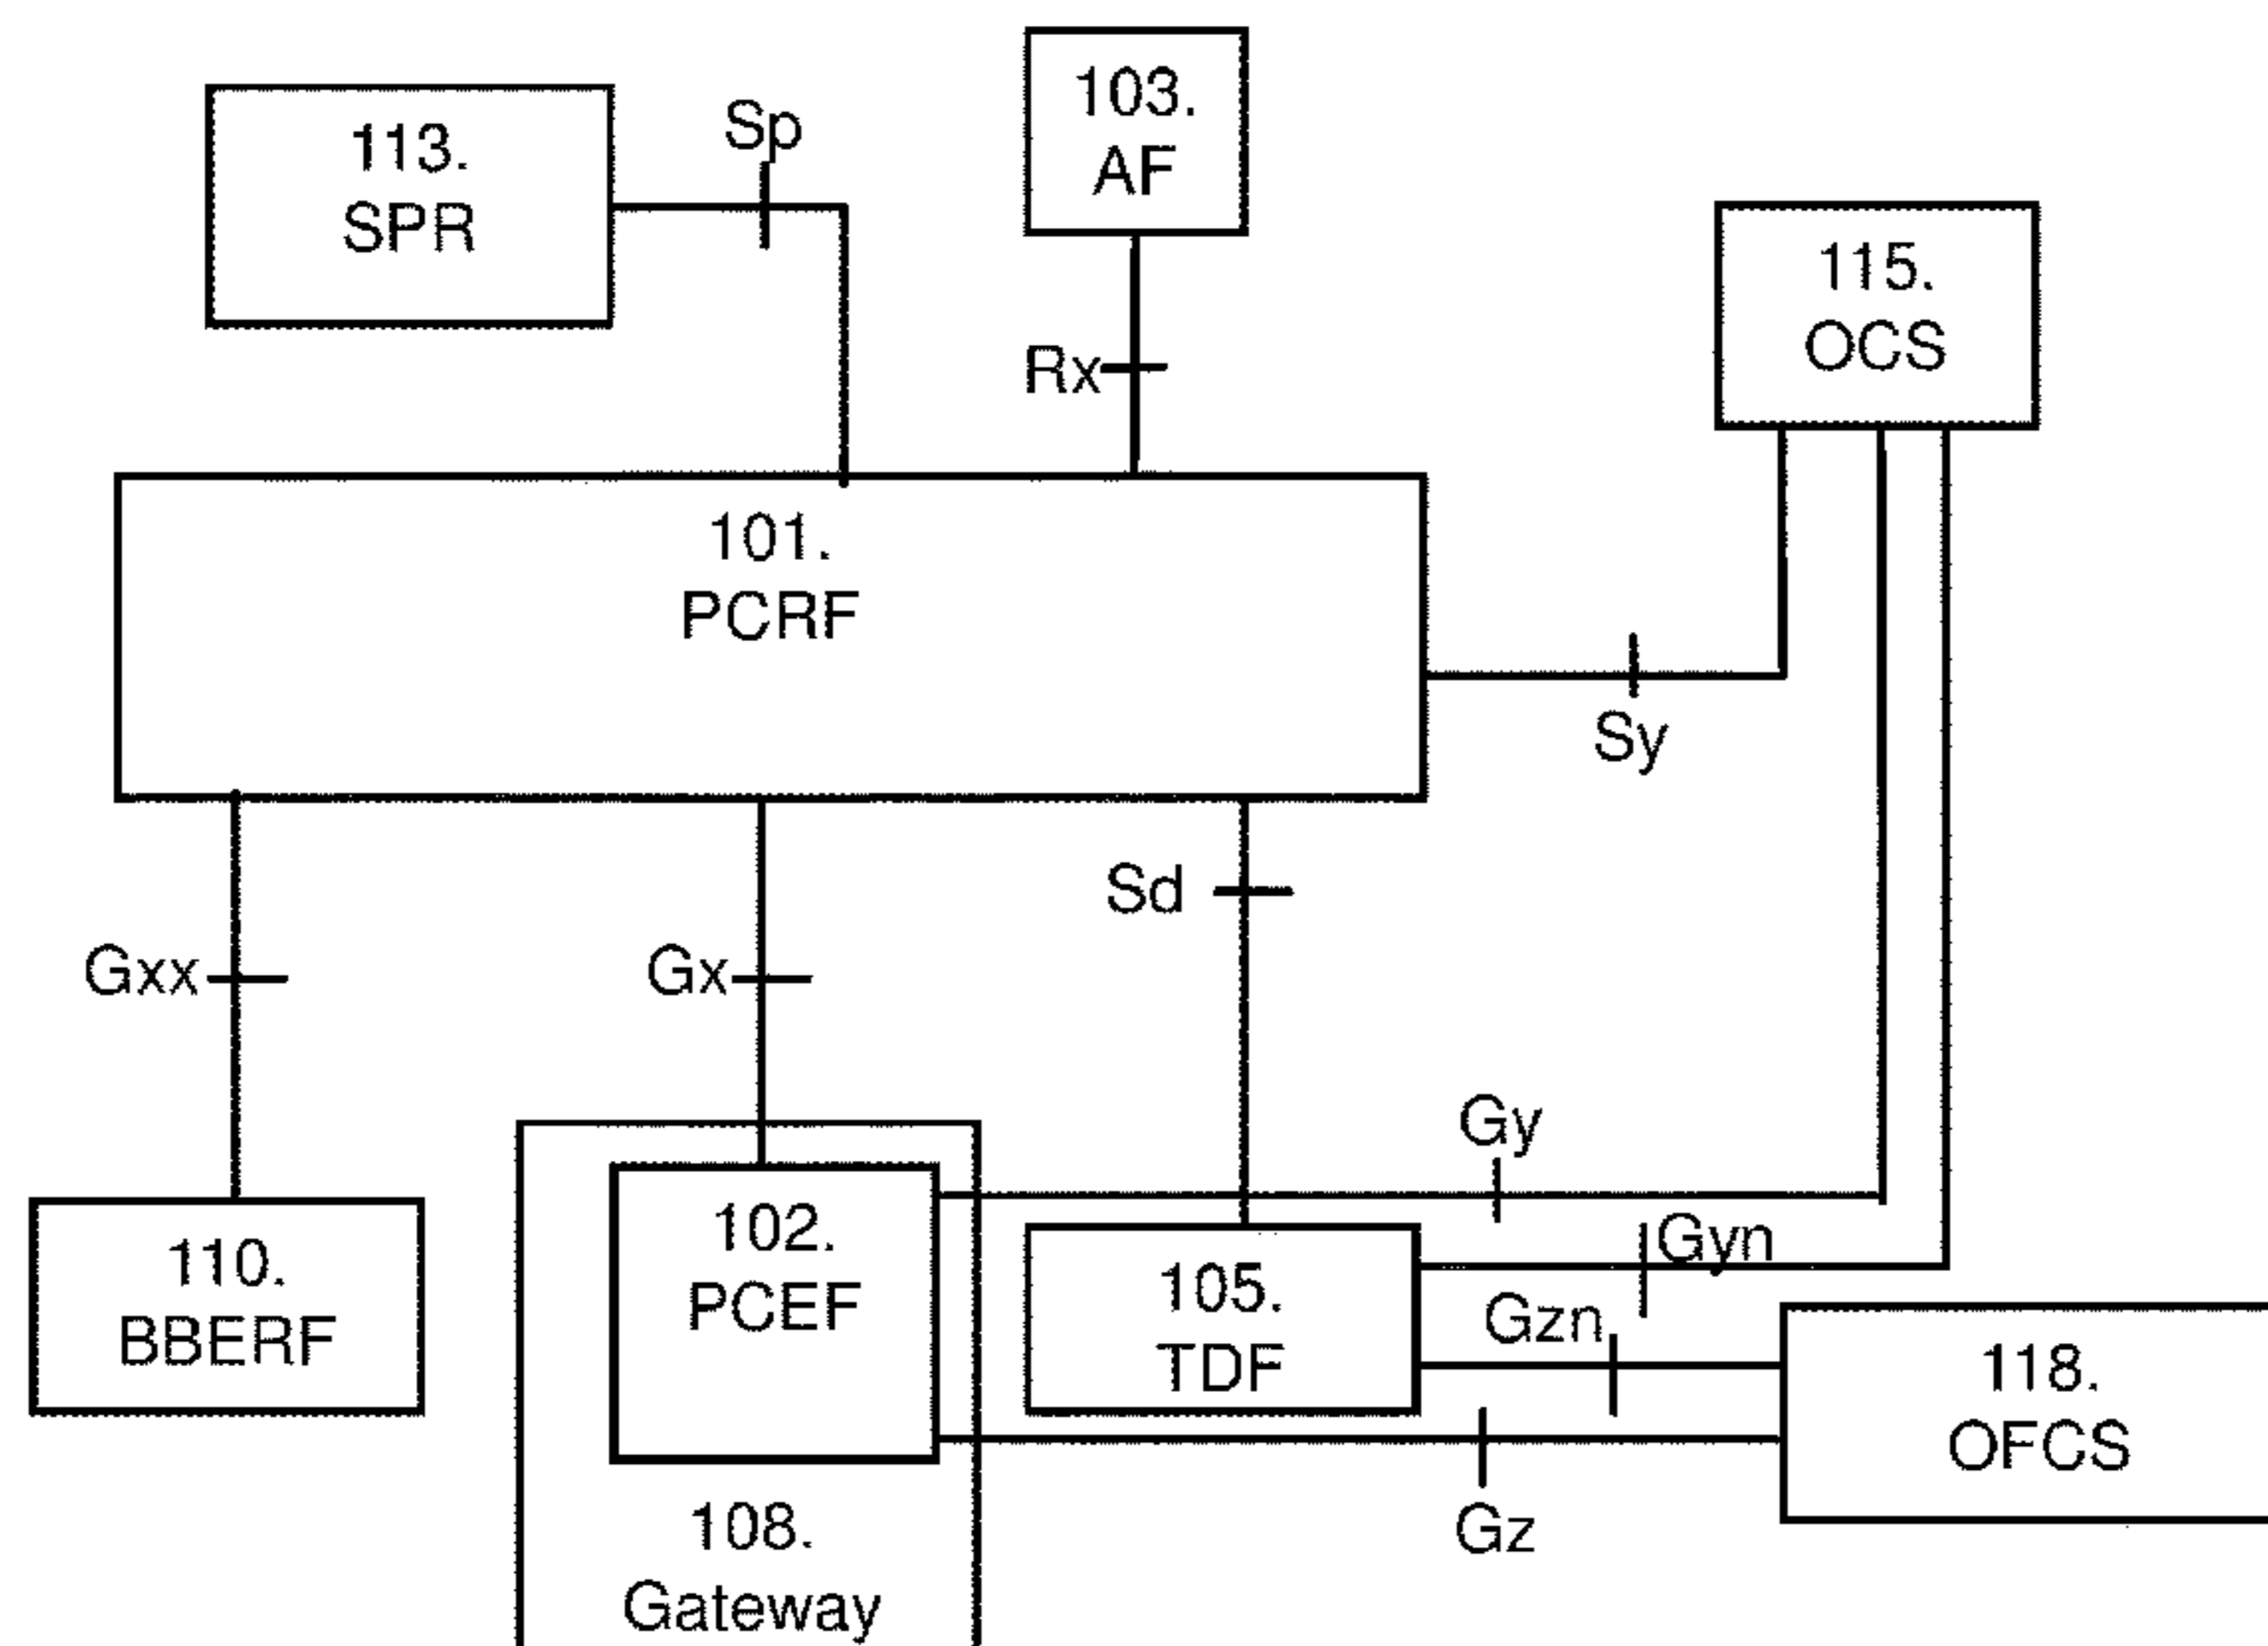 103.
AF
113.
SPR
Sp
115.
OCS
Rx
101.
PCRF
Sy
Sd
Gxx
Gx
Gy
102.
PCEF
110.
BBERF
105.
TDF
Gyn
Gzn
118.
OFCS
Gz
108.
Gateway